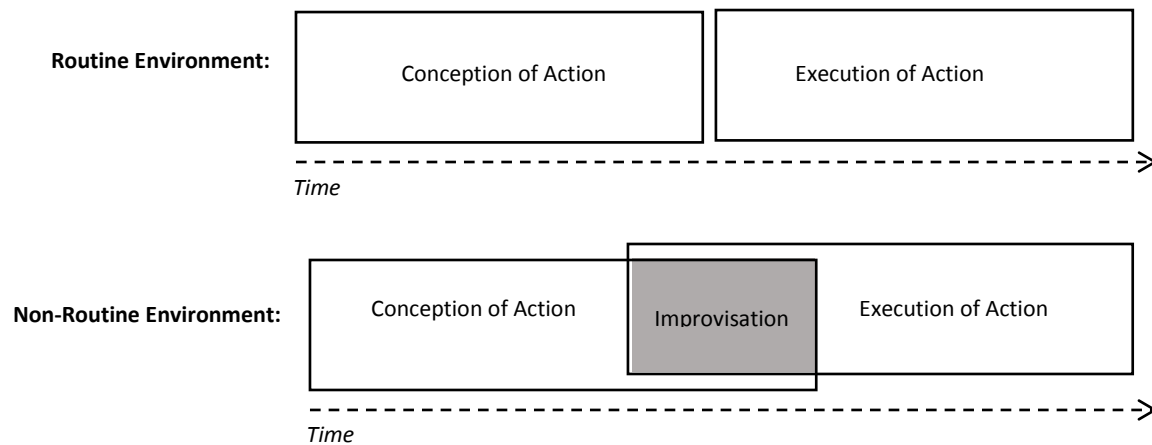 Routine Environment:
Conception of Action
Execution of Action
Time
Non-Routine Environment:
Conception of Action
Improvisation
Execution of Action
Time